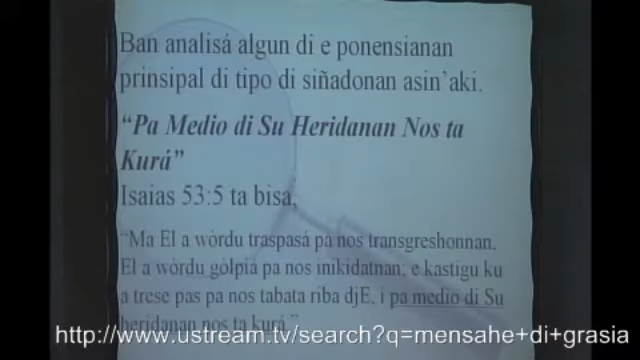 Ban analisá algun di e ponensianan
prinsipal di tipo di siñadonan asin'aki.
"Pa Medio di Su Heridanan Nos ta
Kurá"
Isaias 53:5 ta bisa,
"Ma El a wòrdu traspasá pa nos transgreshonnan,
El a wòrdu gòlpia pa nos inikidatnan; e kastigu ku
a trese pas pa nos tabata riba djE, i pa medio di Su
heridanan nos ta kurá."
http://www.ustream.tv/search?q=mensahe+di+grasia